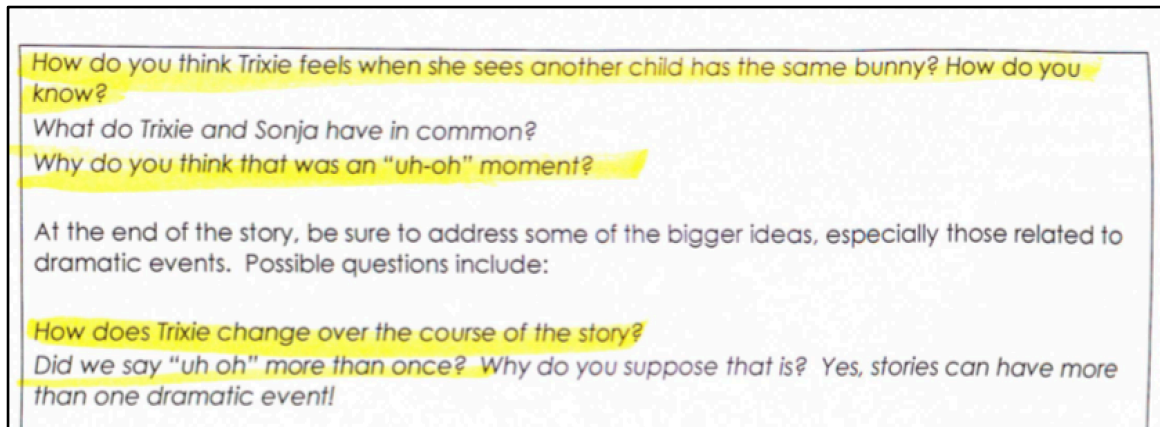 How do you think Trixie feels when she sees another child has the same bunny? How do you
know?
What do Trixie and Sonja have in common?
Why do you think that was an “uh-oh” moment?
At the end of the story, be sure to address some of the bigger ideas, especially those related to
dramatic events.  Possible questions include:
How does Trixie change over the course of the story?
Did we say “uh oh” more than once?  Why do you suppose that is?  Yes, stories can have more
than one dramatic event!